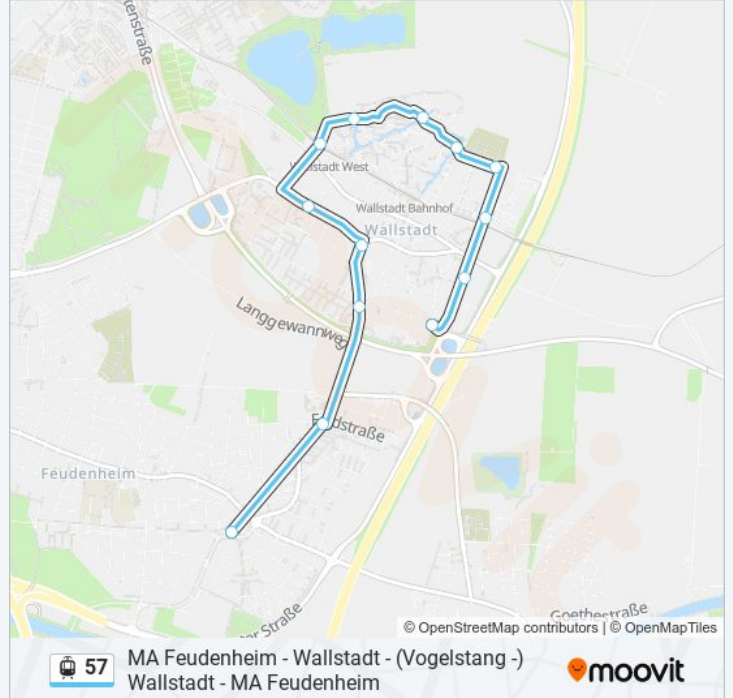 kenstraße
Wallstadt West
Wallstadt Bahnhof
Wallstadt
Langgewannweg
Feldstraße
Feudenheim
Goethestraße
er Straße
© OpenStreetMap contributors | © OpenMapTiles
57
MA Feudenheim - Wallstadt - (Vogelstang -)
Wallstadt - MA Feudenheim
moovit